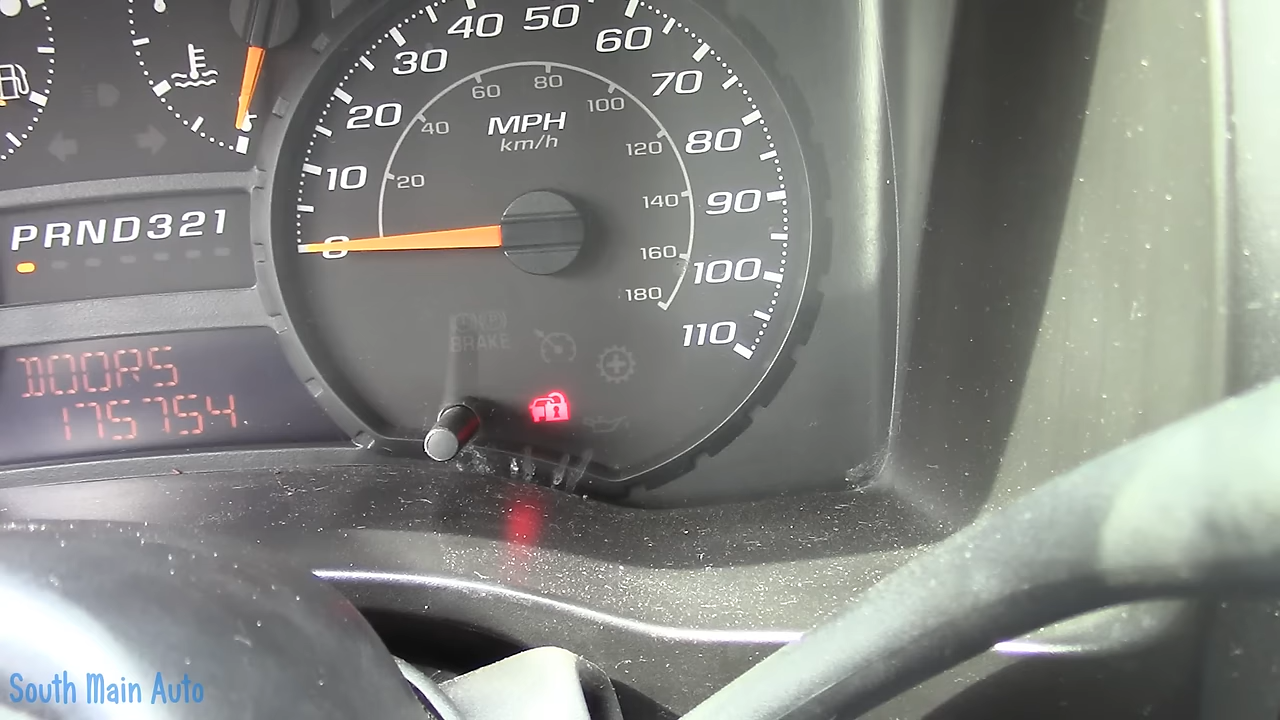 40 50
30 60
20 70
10 80
0 90
100
110
20 40 60 80 100 120 140 160 180
MPH
km/h
PRND321
DOORS
175754
BRAKE
South Main Auto